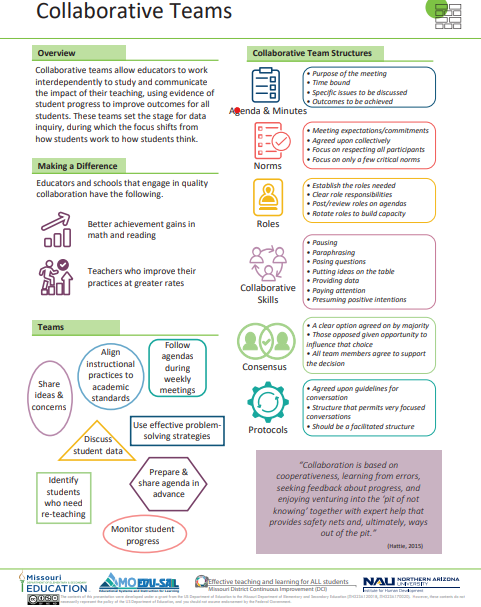 Collaborative Teams
Overview
Collaborative teams allow educators to work
interdependently to study and communicate
the impact of their teaching, using evidence of
student progress to improve outcomes for all
students. These teams set the stage for data
inquiry, during which the focus shifts from
how students work to how students think.
Making a Difference
Educators and schools that engage in quality
collaboration have the following.
Better achievement gains in
math and reading
Teachers who improve their
practices at greater rates
Teams
Share
ideas &
concerns
Align
instructional
practices to
academic
standards
Follow
agendas
during
weekly
meetings
Discuss
student data
Use effective problem-
solving strategies
Identify
students
who need
re-teaching
Prepare &
share agenda in
advance
Monitor student
progress
Collaborative Team Structures
Agenda & Minutes
• Purpose of the meeting
• Time bound
• Specific issues to be discussed
• Outcomes to be achieved
Norms
• Meeting expectations/commitments
• Agreed upon collectively
• Focus on respecting all participants
• Focus on only a few critical norms
Roles
• Establish the roles needed
• Clear role responsibilities
• Post/review roles on agendas
• Rotate roles to build capacity
Collaborative
Skills
• Pausing
• Paraphrasing
• Posing questions
• Putting ideas on the table
• Providing data
• Paying attention
• Presuming positive intentions
Consensus
• A clear option agreed on by majority
• Those opposed given opportunity to
influence that choice
• All team members agree to support
the decision
Protocols
• Agreed upon guidelines for
conversation
• Structure that permits very focused
conversations
• Should be a facilitated structure
"Collaboration is based on
cooperativeness, learning from errors,
seeking feedback about progress, and
enjoying venturing into the 'pit of not
knowing' together with expert help that
provides safety nets and, ultimately, ways
out of the pit."
(Hattie, 2015)
Missouri
EDUCATION
MOEDU-SAIL
Effective teaching and learning for ALL students
Missouri District Continuous Improvement (DCI)
NAU NORTHERN ARIZONA
UNIVERSITY
Institute for Human Development